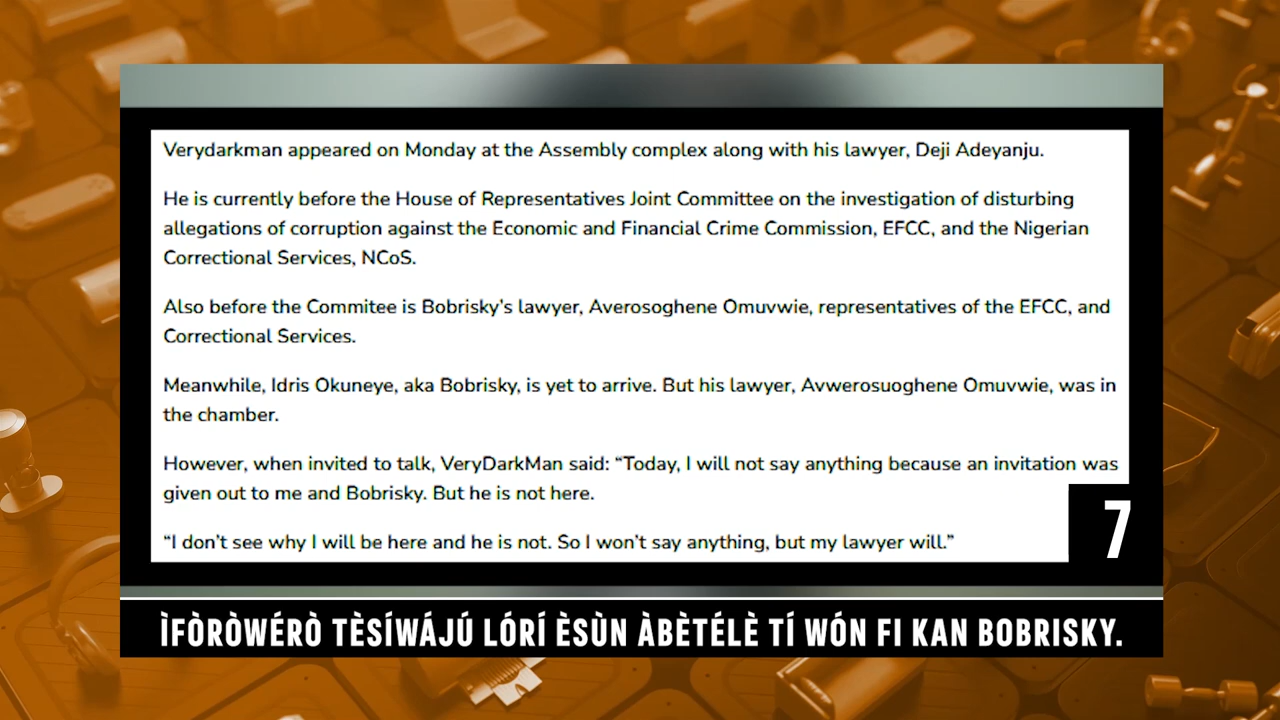 Verydarkman appeared on Monday at the Assembly complex along with his lawyer, Deji Adeyanju.
He is currently before the House of Representatives Joint Committee on the investigation of disturbing
allegations of corruption against the Economic and Financial Crime Commission, EFCC, and the Nigerian
Correctional Services, NCoS.
Also before the Commitee is Bobrisky’s lawyer, Averosoghene Omuvwie, representatives of the EFCC, and
Correctional Services.
Meanwhile, Idris Okuneye, aka Bobrisky, is yet to arrive. But his lawyer, Avwerosuoghene Omuvwie, was in
the chamber.
However, when invited to talk, VeryDarkMan said: “Today, I will not say anything because an invitation was
given out to me and Bobrisky. But he is not here.
“I don’t see why I will be here and he is not. So I won’t say anything, but my lawyer will.”
7
ÌFÒRÒWÉRÒ TÈSÍWÁJÚ LÓRÍ ÈSÙN ÀBÈTÉLÈ TÍ WÓN FI KAN BOBRISKY.